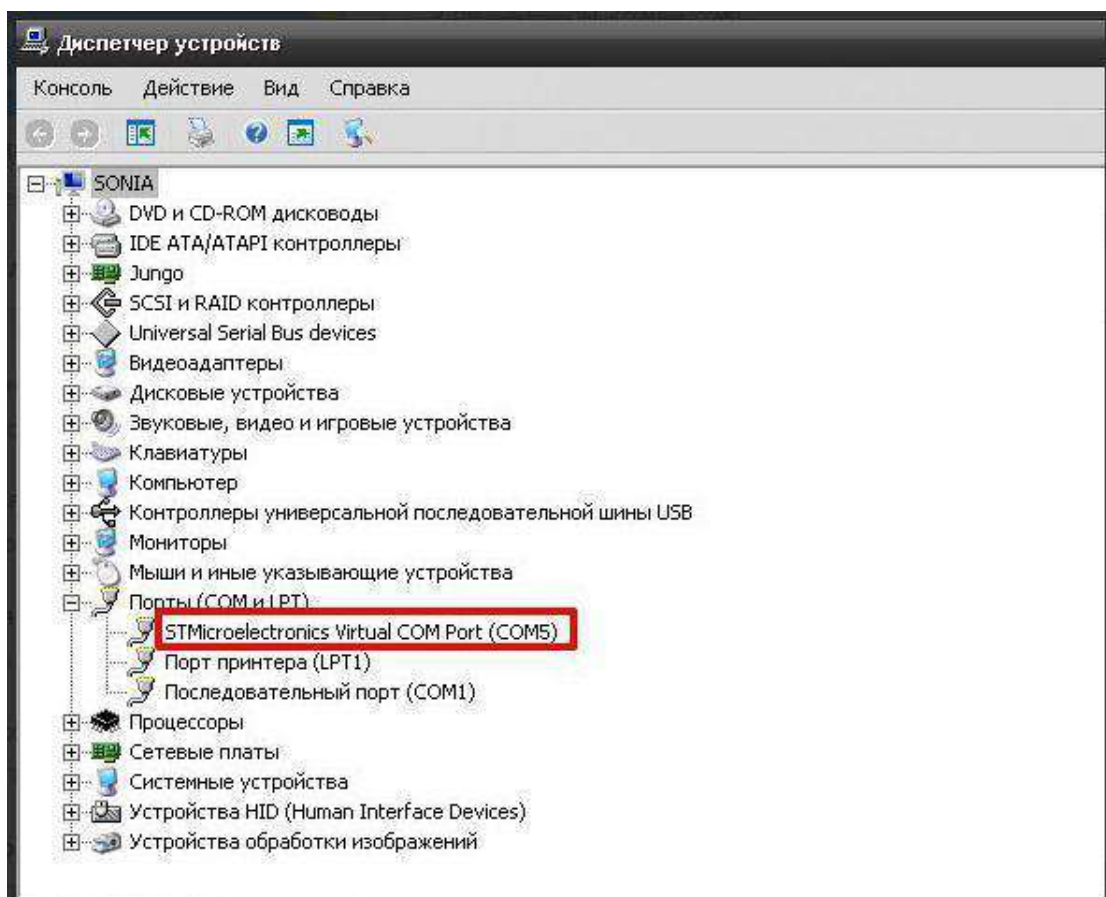 Диспетчер устройств
Консоль Действие Вид Справка
SONIA
DVD и CD-ROM дисководы
IDE ATA/ATAPI контроллеры
Jungo
SCSI и RAID контроллеры
Universal Serial Bus devices
Видеоадаптеры
Дисковые устройства
Звуковые, видео и игровые устройства
Клавиатуры
Компьютер
Контроллеры универсальной последовательной шины USB
Мониторы
Мыши и иные указывающие устройства
Порты (COM и LPT)
STMicroelectronics Virtual COM Port (COM5)
Порт принтера (LPT1)
Последовательный порт (COM1)
Процессоры
Сетевые платы
Системные устройства
Устройства HID (Human Interface Devices)
Устройства обработки изображений